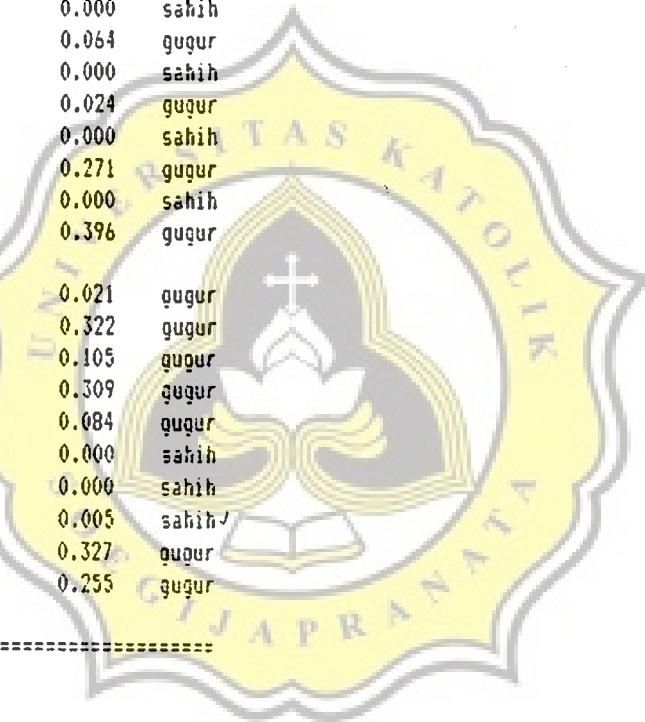 0.000 sahih
0.064 gugur
0.000 sahih
0.024 gugur
0.000 sahih
0.271 gugur
0.000 sahih
0.396 gugur
0.021 gugur
0.322 gugur
0.105 gugur
0.309 gugur
0.084 gugur
0.000 sahih
0.000 sahih
0.005 sahih
0.327 gugur
0.255 gugur
UNIVERSITAS KATOLIK
SOEGIJAPRANATA